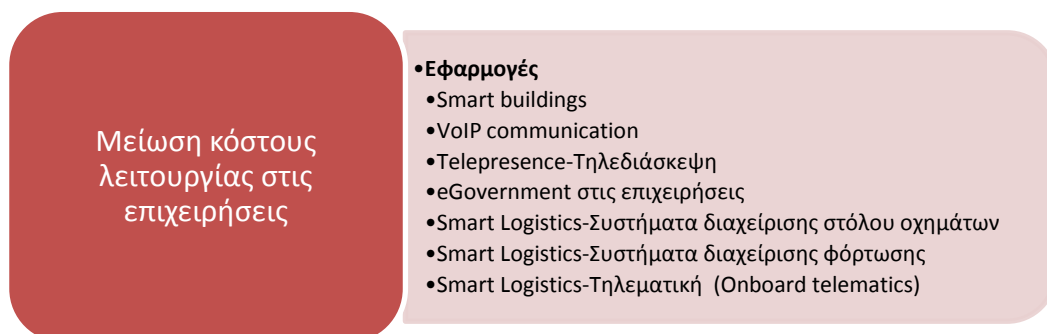 Μείωση κόστους
λειτουργίας στις
επιχειρήσεις
•Εφαρμογές
•Smart buildings
•VoIP communication
•Telepresence-Τηλεδιάσκεψη
•eGovernment στις επιχειρήσεις
•Smart Logistics-Συστήματα διαχείρισης στόλου οχημάτων
•Smart Logistics-Συστήματα διαχείρισης φόρτωσης
•Smart Logistics-Τηλεματική (Onboard telematics)